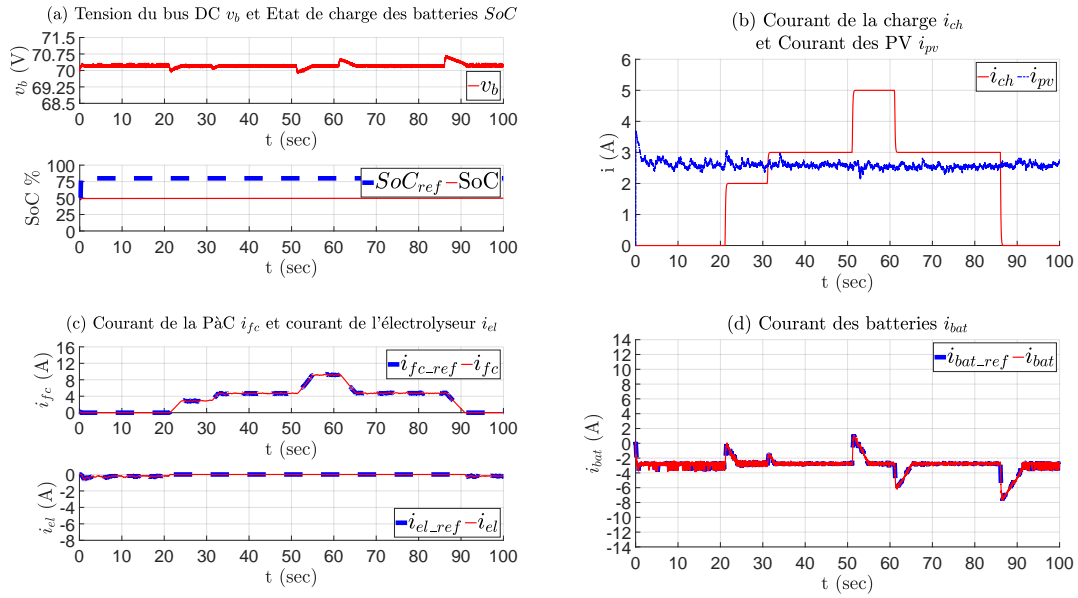 (a) Tension du bus DC v_b et Etat de charge des batteries SoC
71.5
70.75
70
69.25
68.5
v_b (V)
v_b
0 10 20 30 40 50 60 70 80 90 100
t (sec)
100
75
50
25
0
SoC %
SoC_ref SoC
0 10 20 30 40 50 60 70 80 90 100
t (sec)
(b) Courant de la charge i_ch
et Courant des PV i_pv
6
5
4
3
2
1
0
i (A)
i_ch i_pv
0 10 20 30 40 50 60 70 80 90 100
t (sec)
(c) Courant de la PàC i_fc et courant de l'électrolyseur i_el
16
12
8
4
0
i_fc (A)
i_fc_ref i_fc
0 10 20 30 40 50 60 70 80 90 100
t (sec)
0
-2
-4
-6
-8
i_el (A)
i_el_ref i_el
0 10 20 30 40 50 60 70 80 90 100
t (sec)
(d) Courant des batteries i_bat
14
12
10
8
6
4
2
0
-2
-4
-6
-8
-10
-12
-14
i_bat (A)
i_bat_ref i_bat
0 10 20 30 40 50 60 70 80 90 100
t (sec)